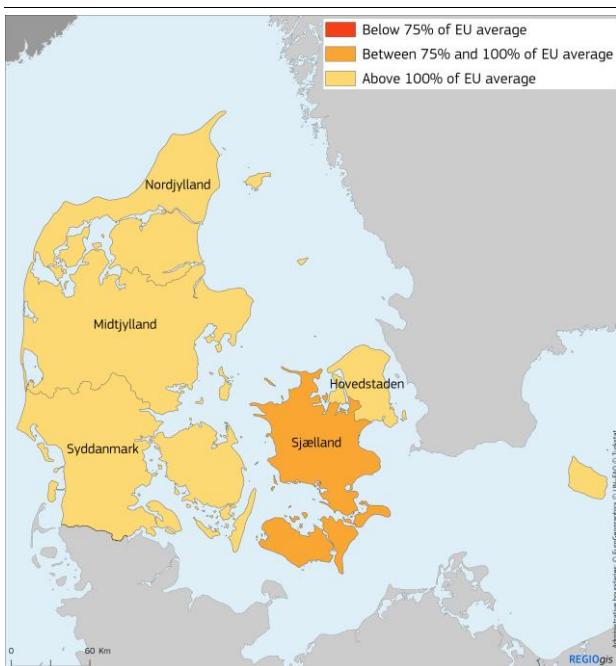 Below 75% of EU average
Between 75% and 100% of EU average
Above 100% of EU average
Nordjylland
Midtjylland
Hovedstaden
Sjælland
Syddanmark
0 60 Km
REGIOgis